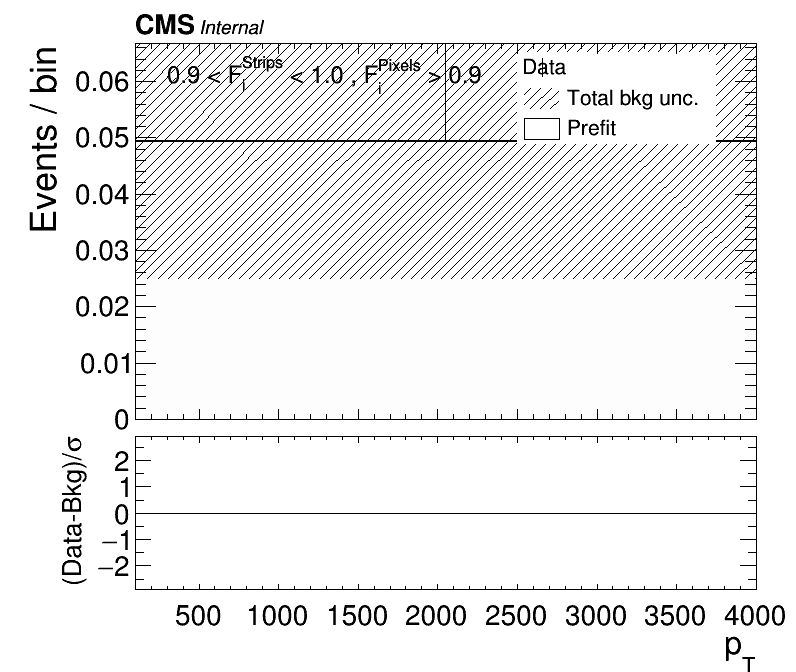 CMS Internal
Events / bin
0.9 < F_i^Strips < 1.0 , F_i^Pixels > 0.9
Data
Total bkg unc.
Prefit
0.06
0.05
0.04
0.03
0.02
0.01
0
(Data-Bkg)/σ
2
1
0
−1
−2
500 1000 1500 2000 2500 3000 3500 4000
p_T